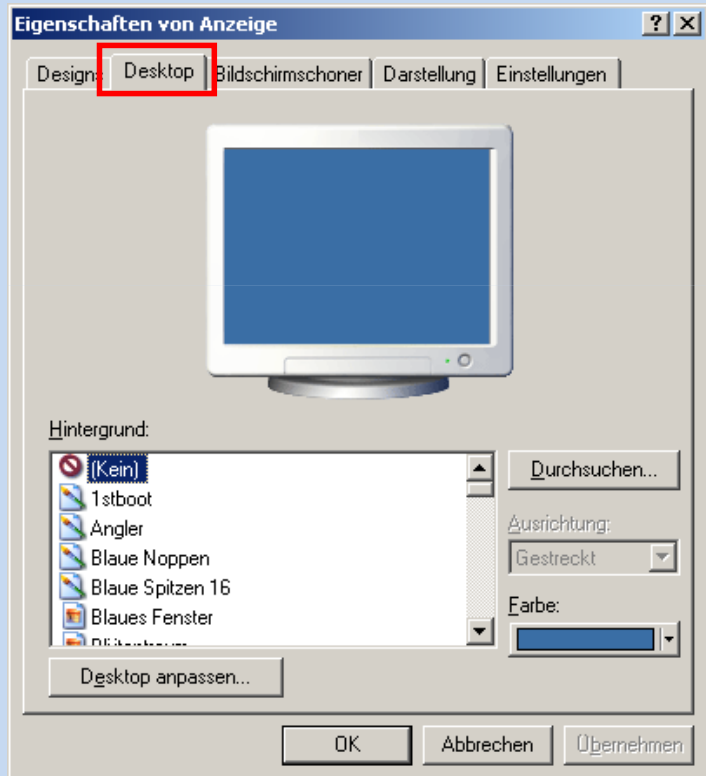 Eigenschaften von Anzeige
Designs Desktop Bildschirmschoner Darstellung Einstellungen
Hintergrund:
(Kein)
1stboot
Angler
Blaue Noppen
Blaue Spitzen 16
Blaues Fenster
Durchsuchen...
Ausrichtung:
Gestreckt
Farbe:
Desktop anpassen...
OK Abbrechen Übernehmen